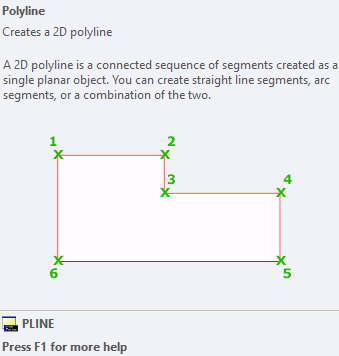 Polyline
Creates a 2D polyline
A 2D polyline is a connected sequence of segments created as a
single planar object. You can create straight line segments, arc
segments, or a combination of the two.
1 2
3 4
6 5
PLINE
Press F1 for more help